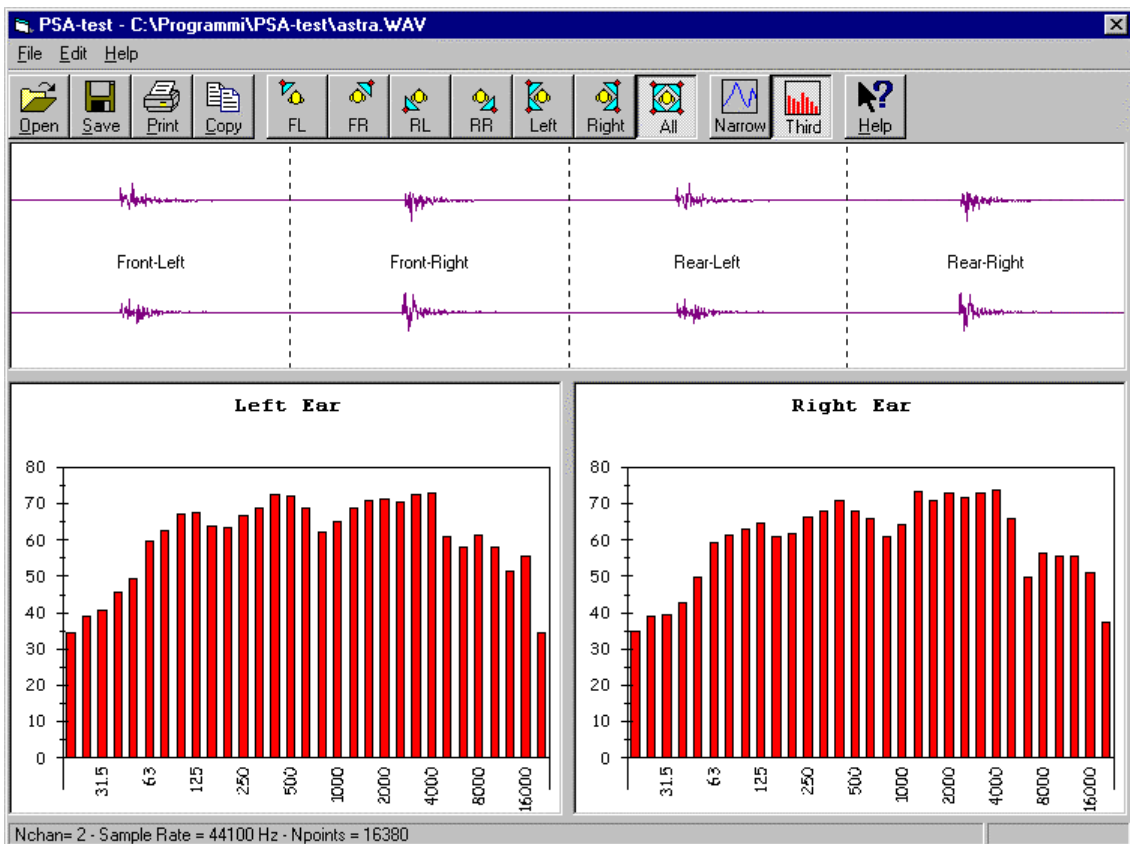 PSA-test - C:\Programmi\PSA-test\astra.WAV
File Edit Help
Open Save Print Copy FL FR RL RR Left Right All Narrow Third Help
Front-Left Front-Right Rear-Left Rear-Right
Left Ear
80
70
60
50
40
30
20
10
0
31.5 63 125 250 500 1000 2000 4000 8000 16000
Right Ear
80
70
60
50
40
30
20
10
0
31.5 63 125 250 500 1000 2000 4000 8000 16000
Nchan= 2 - Sample Rate = 44100 Hz - Npoints = 16380